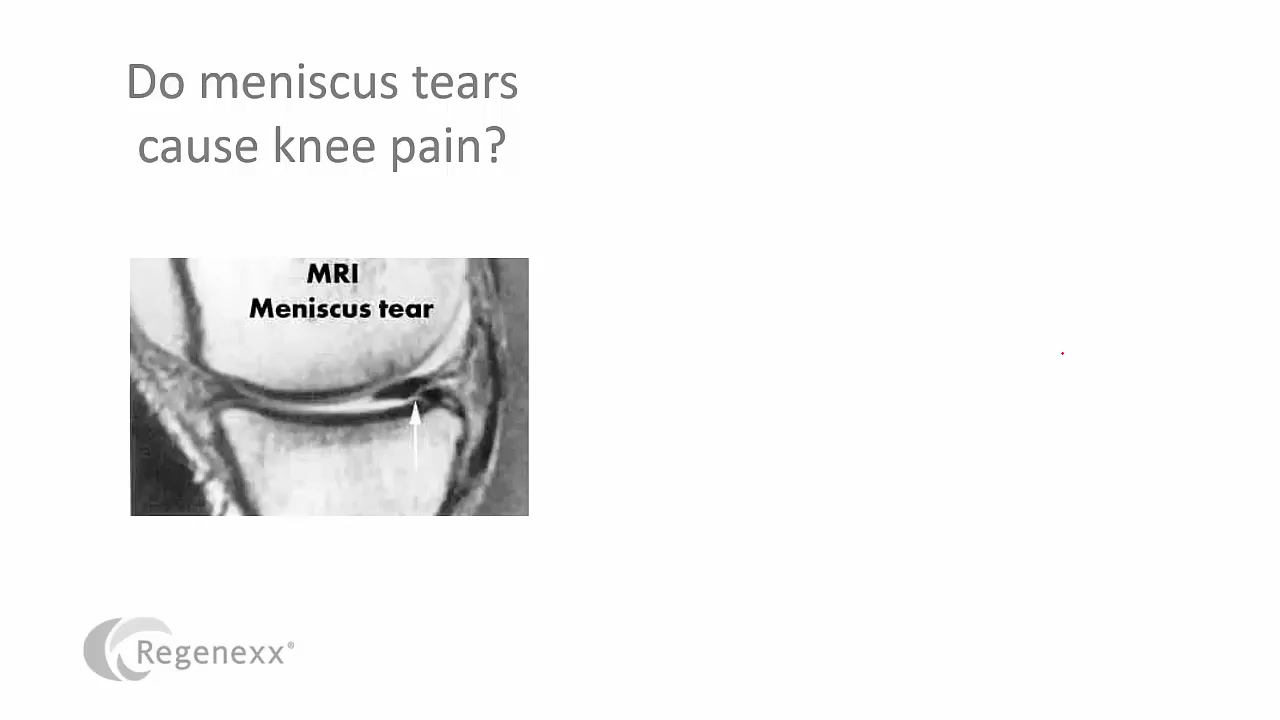 Do meniscus tears
cause knee pain?
MRI
Meniscus tear
Regenexx®